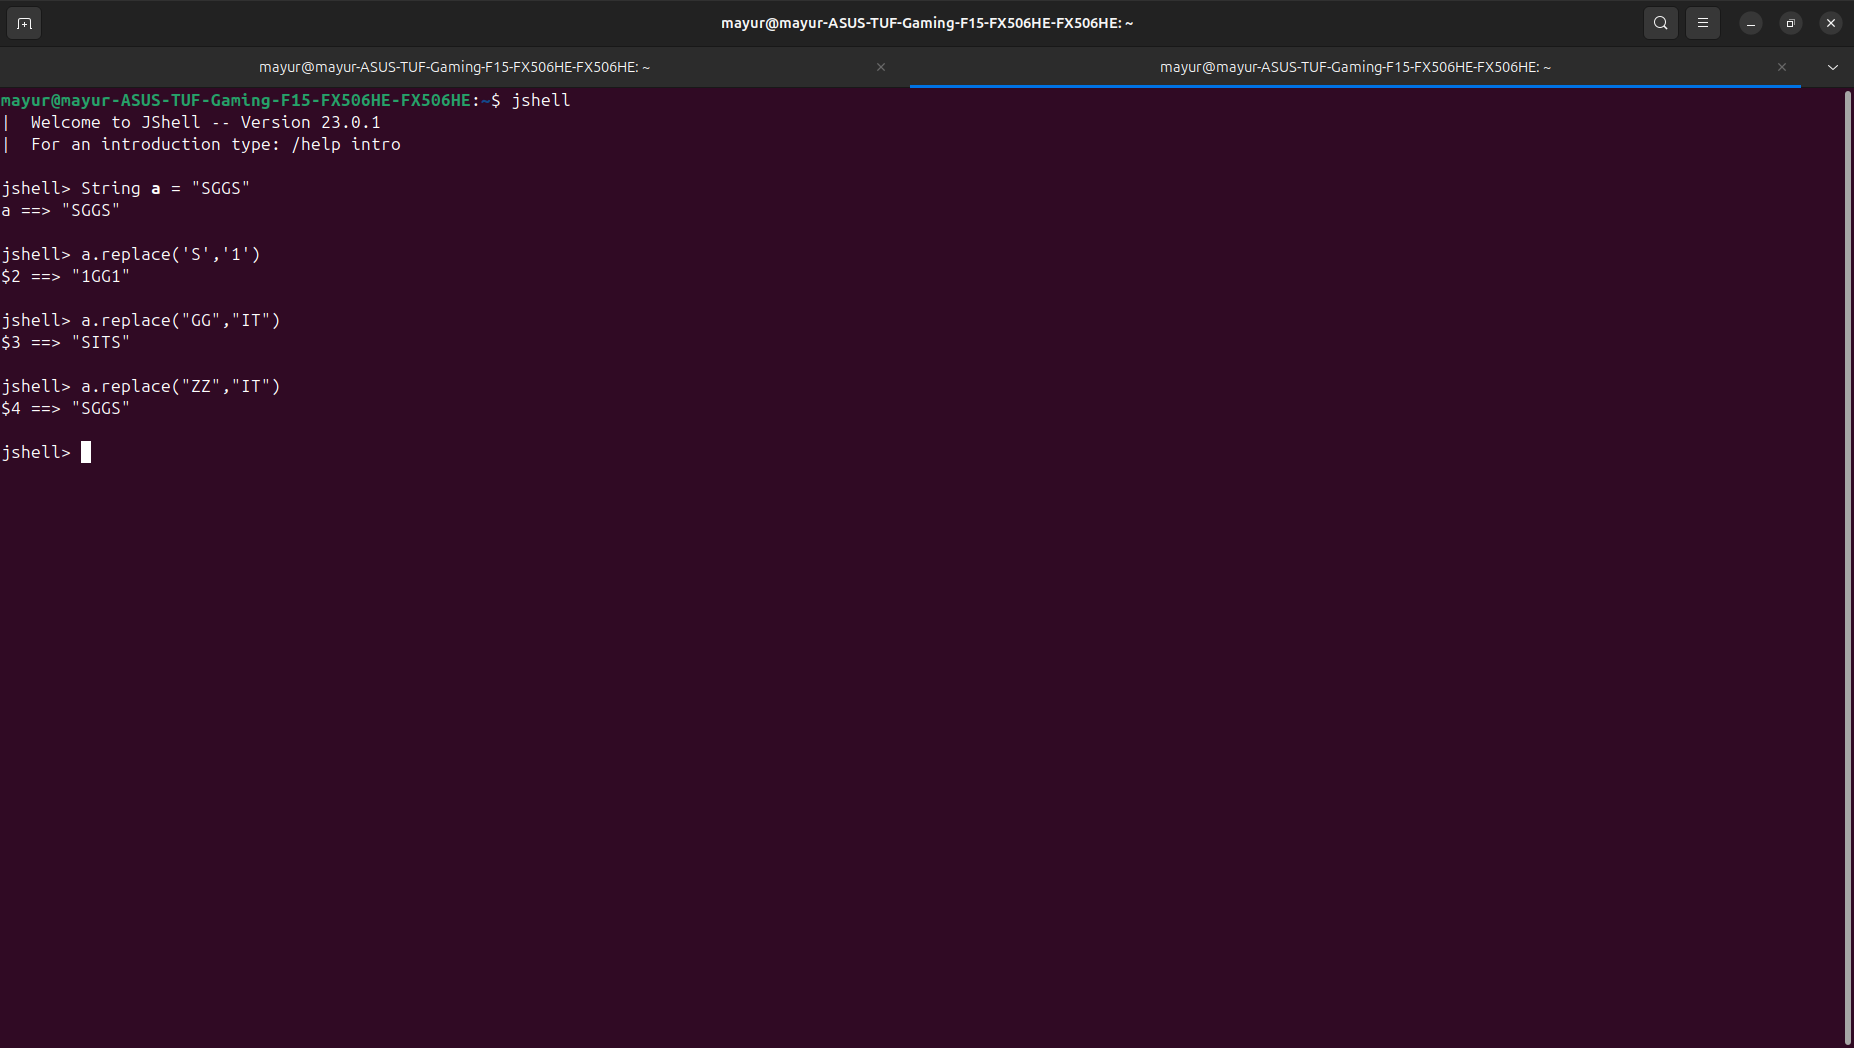 mayur@mayur-ASUS-TUF-Gaming-F15-FX506HE-FX506HE: ~
mayur@mayur-ASUS-TUF-Gaming-F15-FX506HE-FX506HE: ~
mayur@mayur-ASUS-TUF-Gaming-F15-FX506HE-FX506HE: ~
mayur@mayur-ASUS-TUF-Gaming-F15-FX506HE-FX506HE:~$ jshell
|  Welcome to JShell -- Version 23.0.1
|  For an introduction type: /help intro
jshell> String a = "SGGS"
a ==> "SGGS"
jshell> a.replace('S','1')
$2 ==> "1GG1"
jshell> a.replace("GG","IT")
$3 ==> "SITS"
jshell> a.replace("ZZ","IT")
$4 ==> "SGGS"
jshell>